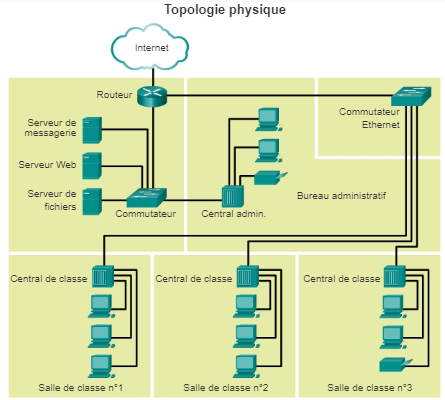 Topologie physique
Internet
Routeur
Commutateur
Ethernet
Serveur de
messagerie
Serveur Web
Serveur de
fichiers
Commutateur
Central admin.
Bureau administratif
Central de classe
Central de classe
Central de classe
Salle de classe n°1
Salle de classe n°2
Salle de classe n°3